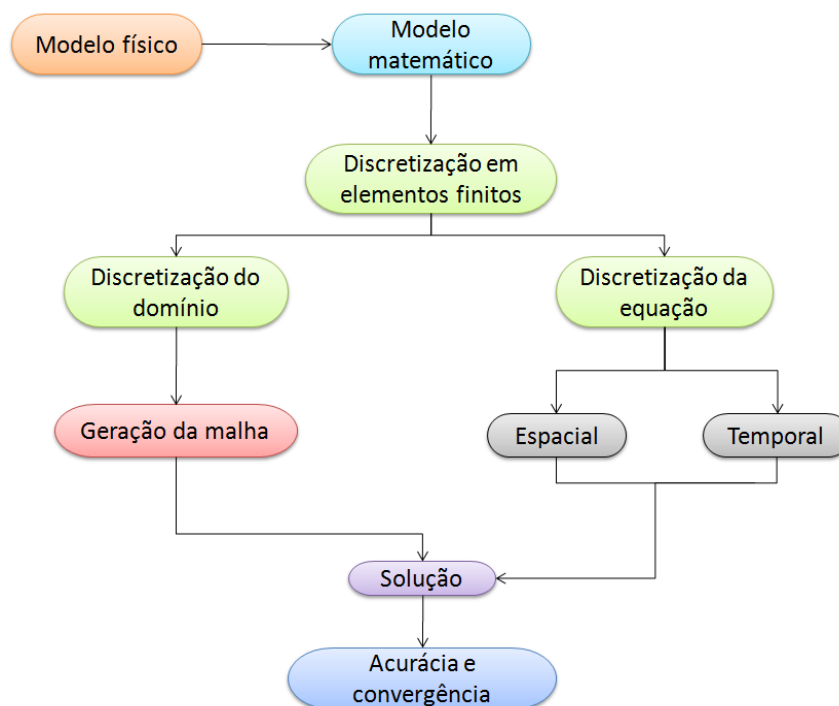 Modelo físico
Modelo
matemático
Discretização em
elementos finitos
Discretização do
domínio
Discretização da
equação
Geração da malha
Espacial
Temporal
Solução
Acurácia e
convergência